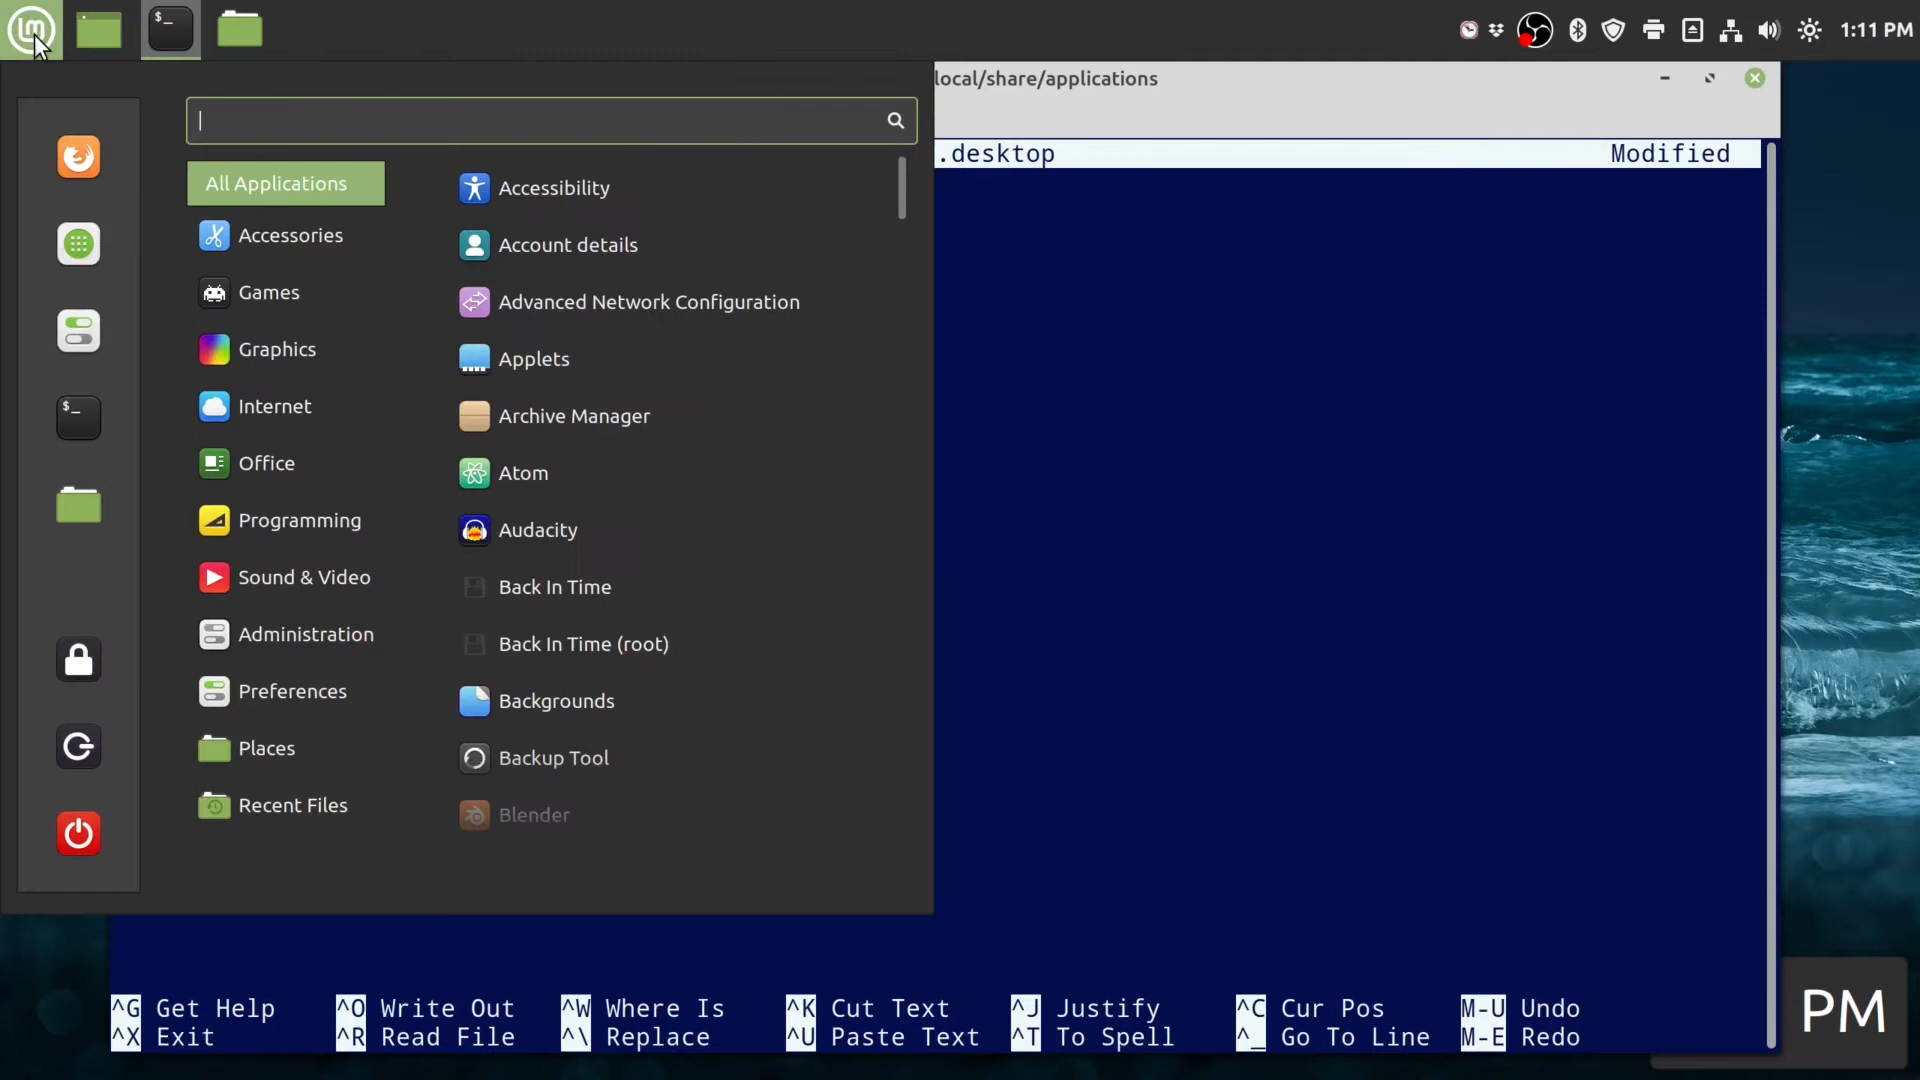 $_
1:11 PM
local/share/applications
.desktop
Modified
All Applications
Accessories
Games
Graphics
Internet
Office
Programming
Sound & Video
Administration
Preferences
Places
Recent Files
Accessibility
Account details
Advanced Network Configuration
Applets
Archive Manager
Atom
Audacity
Back In Time
Back In Time (root)
Backgrounds
Backup Tool
Blender
$_
^G Get Help ^O Write Out ^W Where Is ^K Cut Text ^J Justify ^C Cur Pos M-U Undo
^X Exit ^R Read File ^\ Replace ^U Paste Text ^T To Spell ^_ Go To Line M-E Redo
PM